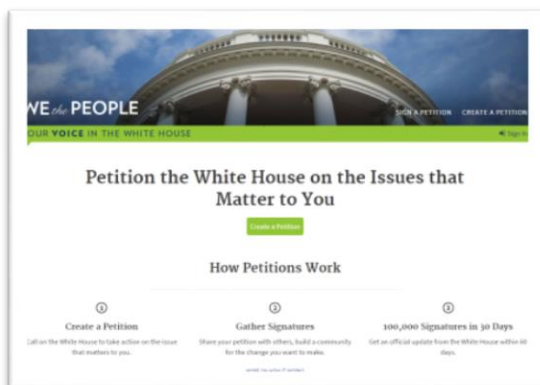 WE the PEOPLE
SIGN A PETITION CREATE A PETITION
YOUR VOICE IN THE WHITE HOUSE
Sign In
Petition the White House on the Issues that
Matter to You
Create a Petition
How Petitions Work
1 2 3
Create a Petition Gather Signatures 100,000 Signatures in 30 Days
Call on the White House to take action on the issue Share your petition with others, build a community Get an official update from the White House within 60
that matters to you. for the change you want to make. days.